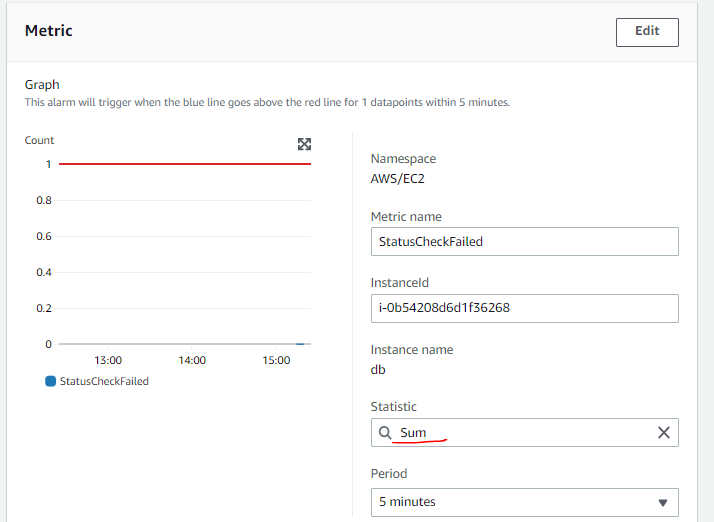 Metric
Edit
Graph
This alarm will trigger when the blue line goes above the red line for 1 datapoints within 5 minutes.
Count
1
0.8
0.6
0.4
0.2
0
13:00
14:00
15:00
StatusCheckFailed
Namespace
AWS/EC2
Metric name
StatusCheckFailed
InstanceId
i-0b54208d6d1f36268
Instance name
db
Statistic
Sum
Period
5 minutes